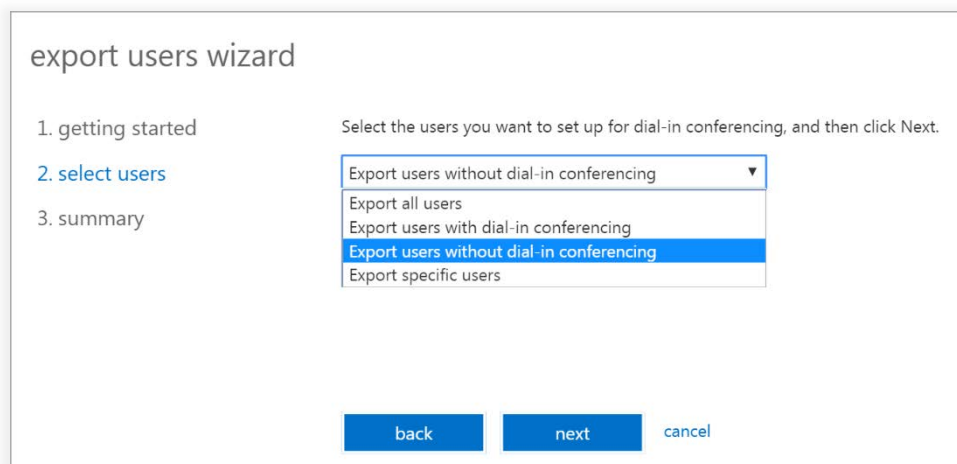 export users wizard
1. getting started
2. select users
3. summary
Select the users you want to set up for dial-in conferencing, and then click Next.
Export users without dial-in conferencing
Export all users
Export users with dial-in conferencing
Export users without dial-in conferencing
Export specific users
back next cancel